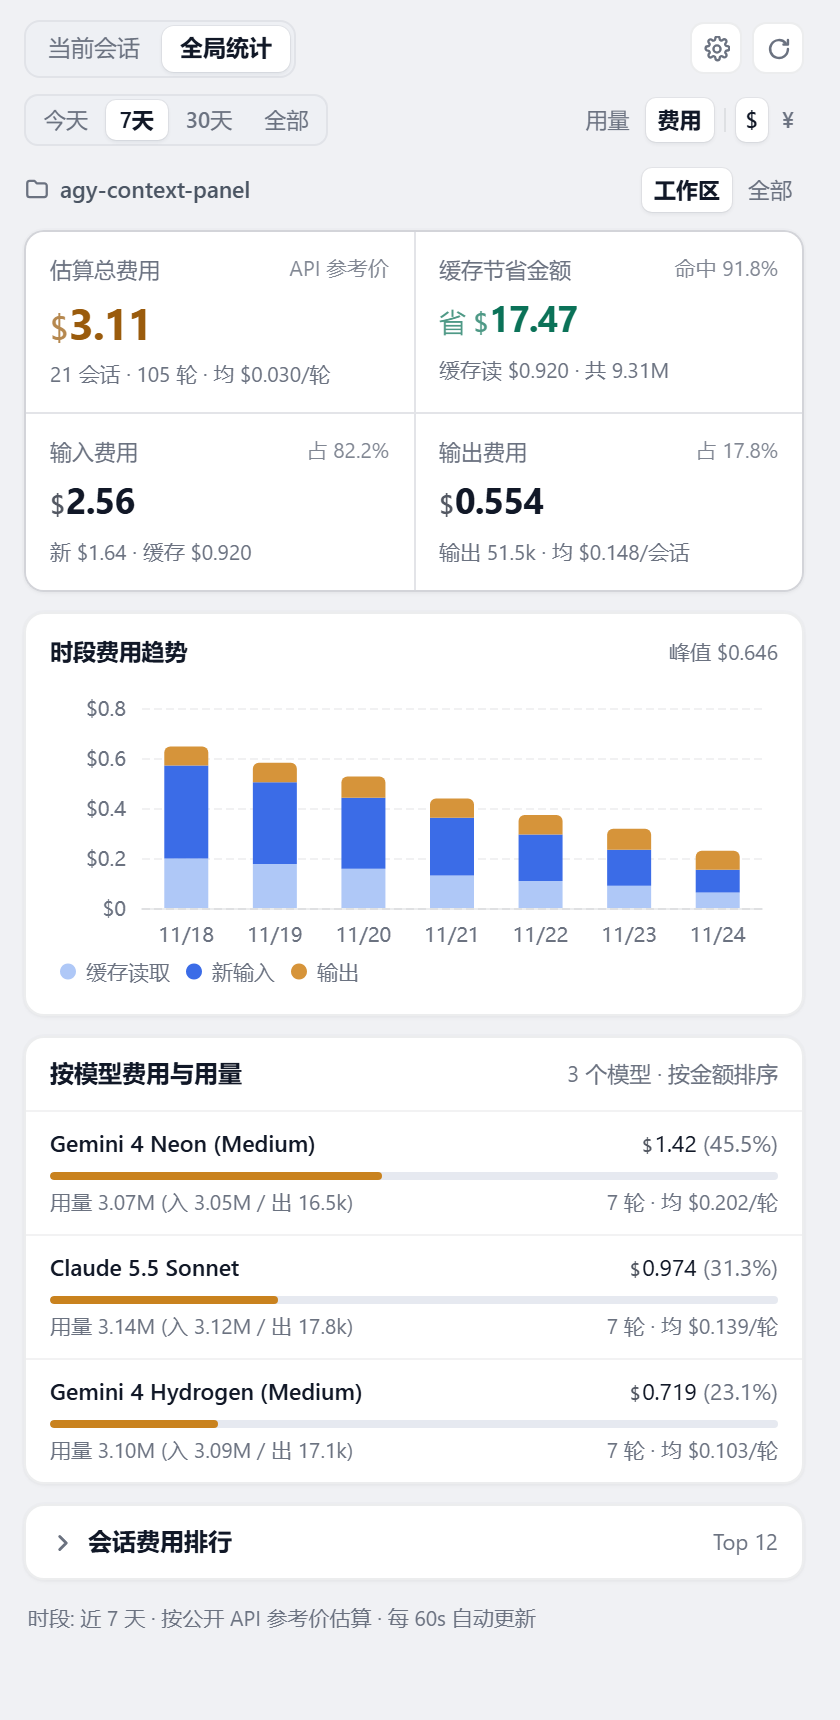 当前会话 全局统计
今天 7天 30天 全部 用量 费用 $ ¥
agy-context-panel 工作区 全部
估算总费用 API 参考价
$3.11
21 会话 · 105 轮 · 均 $0.030/轮
缓存节省金额 命中 91.8%
省 $17.47
缓存读 $0.920 · 共 9.31M
输入费用 占 82.2%
$2.56
新 $1.64 · 缓存 $0.920
输出费用 占 17.8%
$0.554
输出 51.5k · 均 $0.148/会话
时段费用趋势 峰值 $0.646
$0.8
$0.6
$0.4
$0.2
$0
11/18 11/19 11/20 11/21 11/22 11/23 11/24
缓存读取 新输入 输出
按模型费用与用量 3 个模型 · 按金额排序
Gemini 4 Neon (Medium) $1.42 (45.5%)
用量 3.07M (入 3.05M / 出 16.5k) 7 轮 · 均 $0.202/轮
Claude 5.5 Sonnet $0.974 (31.3%)
用量 3.14M (入 3.12M / 出 17.8k) 7 轮 · 均 $0.139/轮
Gemini 4 Hydrogen (Medium) $0.719 (23.1%)
用量 3.10M (入 3.09M / 出 17.1k) 7 轮 · 均 $0.103/轮
会话费用排行 Top 12
时段: 近 7 天 · 按公开 API 参考价估算 · 每 60s 自动更新